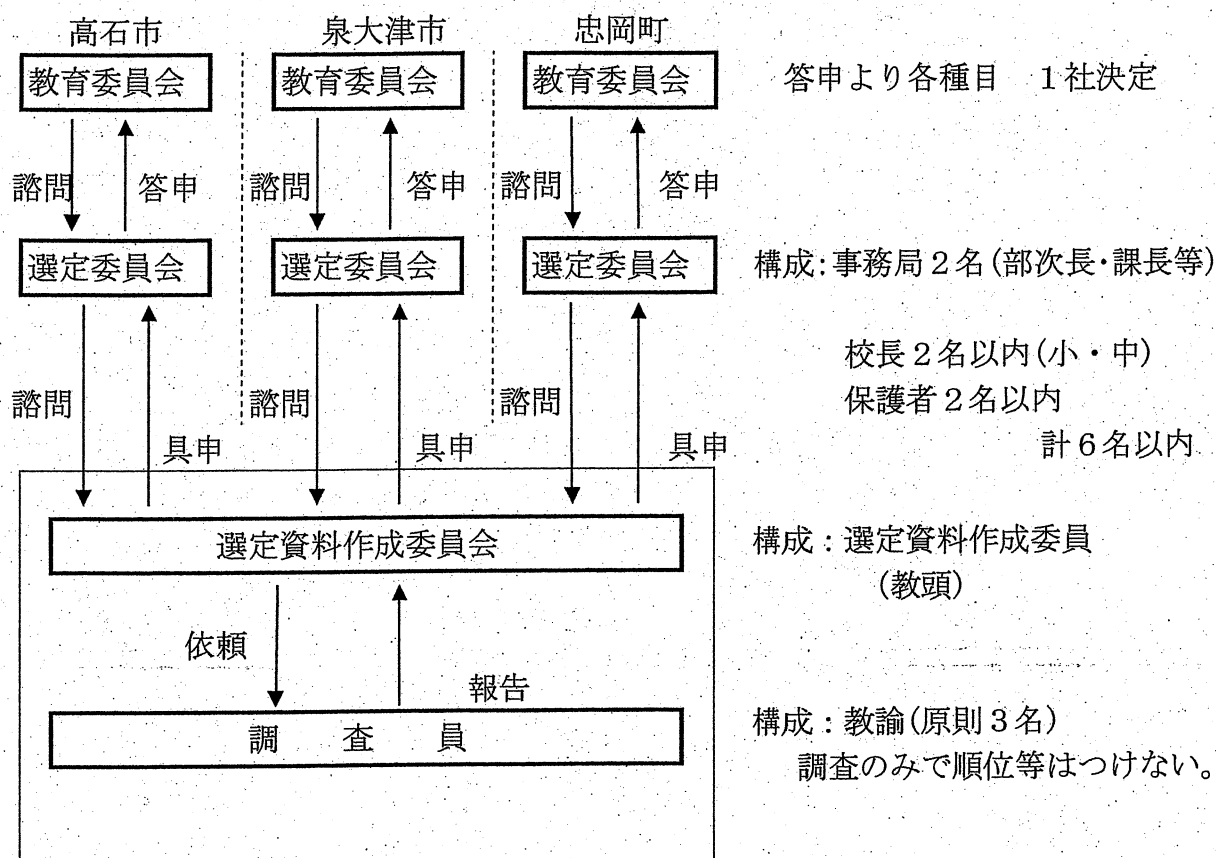 高石市　泉大津市　忠岡町
教育委員会　教育委員会　教育委員会　答申より各種目　１社決定
諮問　答申　諮問　答申　諮問　答申
選定委員会　選定委員会　選定委員会　構成：事務局２名(部次長・課長等)
校長２名以内(小・中)
諮問　諮問　諮問　保護者２名以内
具申　具申　具申　計６名以内
選定資料作成委員会　構成：選定資料作成委員
(教頭)
依頼
報告
調　査　員　構成：教諭(原則３名)
調査のみで順位等はつけない。